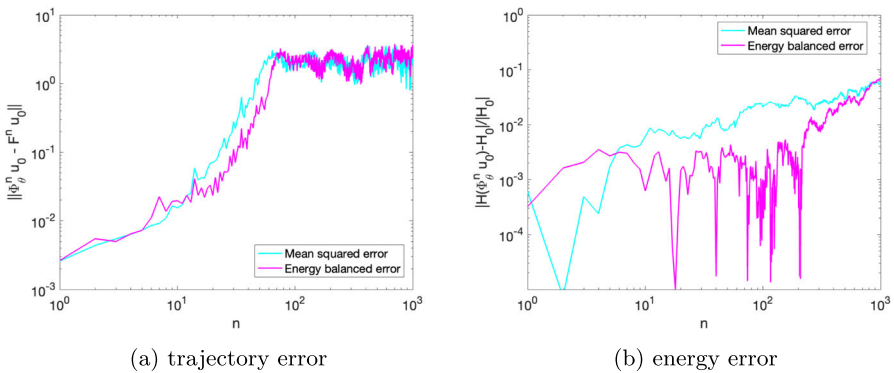 10^1
10^0
10^-1
10^-2
10^-3
||Φ_θ^n u_0 - F^n u_0||
Mean squared error
Energy balanced error
10^0 10^1 10^2 10^3
n
(a) trajectory error
10^0
10^-1
10^-2
10^-3
10^-4
|H(Φ_θ^n u_0)-H_0|/|H_0|
Mean squared error
Energy balanced error
10^0 10^1 10^2 10^3
n
(b) energy error